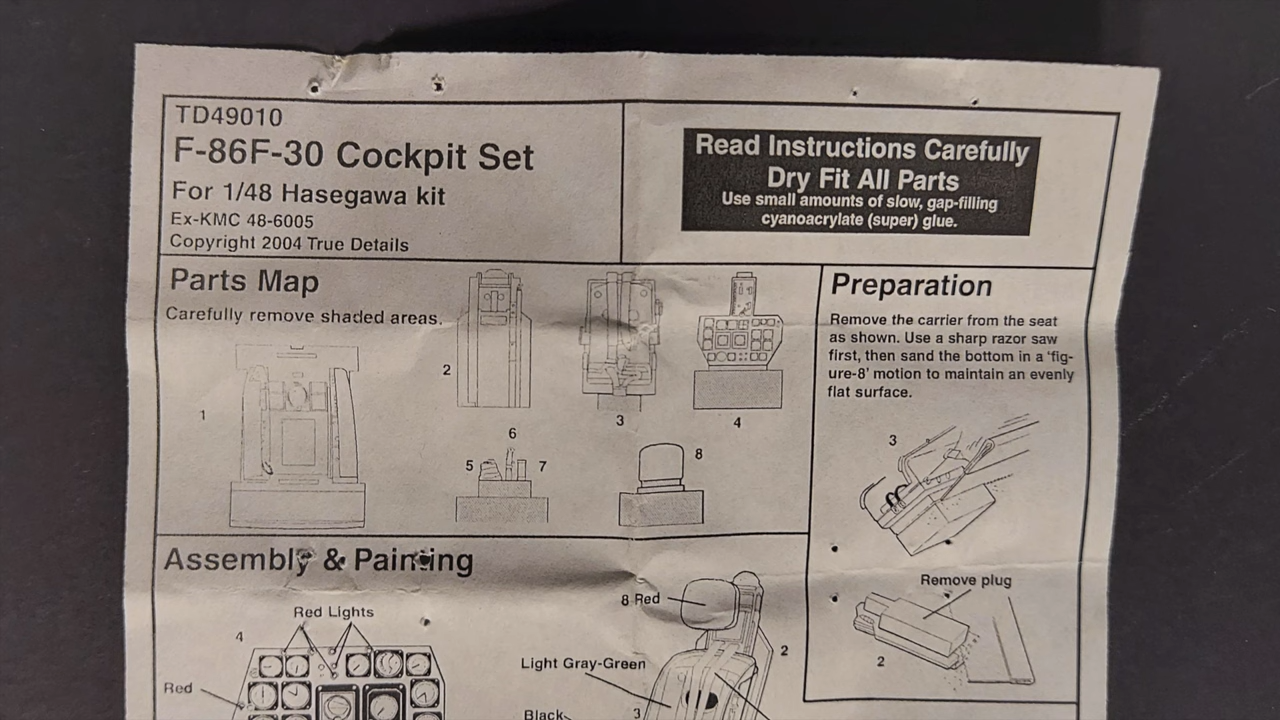 TD49010
F-86F-30 Cockpit Set
For 1/48 Hasegawa kit
Ex-KMC 48-6005
Copyright 2004 True Details
Read Instructions Carefully
Dry Fit All Parts
Use small amounts of slow, gap-filling
cyanoacrylate (super) glue.
Parts Map
Carefully remove shaded areas.
1
2
3
4
5
6
7
8
Preparation
Remove the carrier from the seat
as shown. Use a sharp razor saw
first, then sand the bottom in a 'fig-
ure-8' motion to maintain an evenly
flat surface.
3
Remove plug
2
Assembly & Painting
Red Lights
4
Red
8 Red
2
Light Gray-Green
3
Black